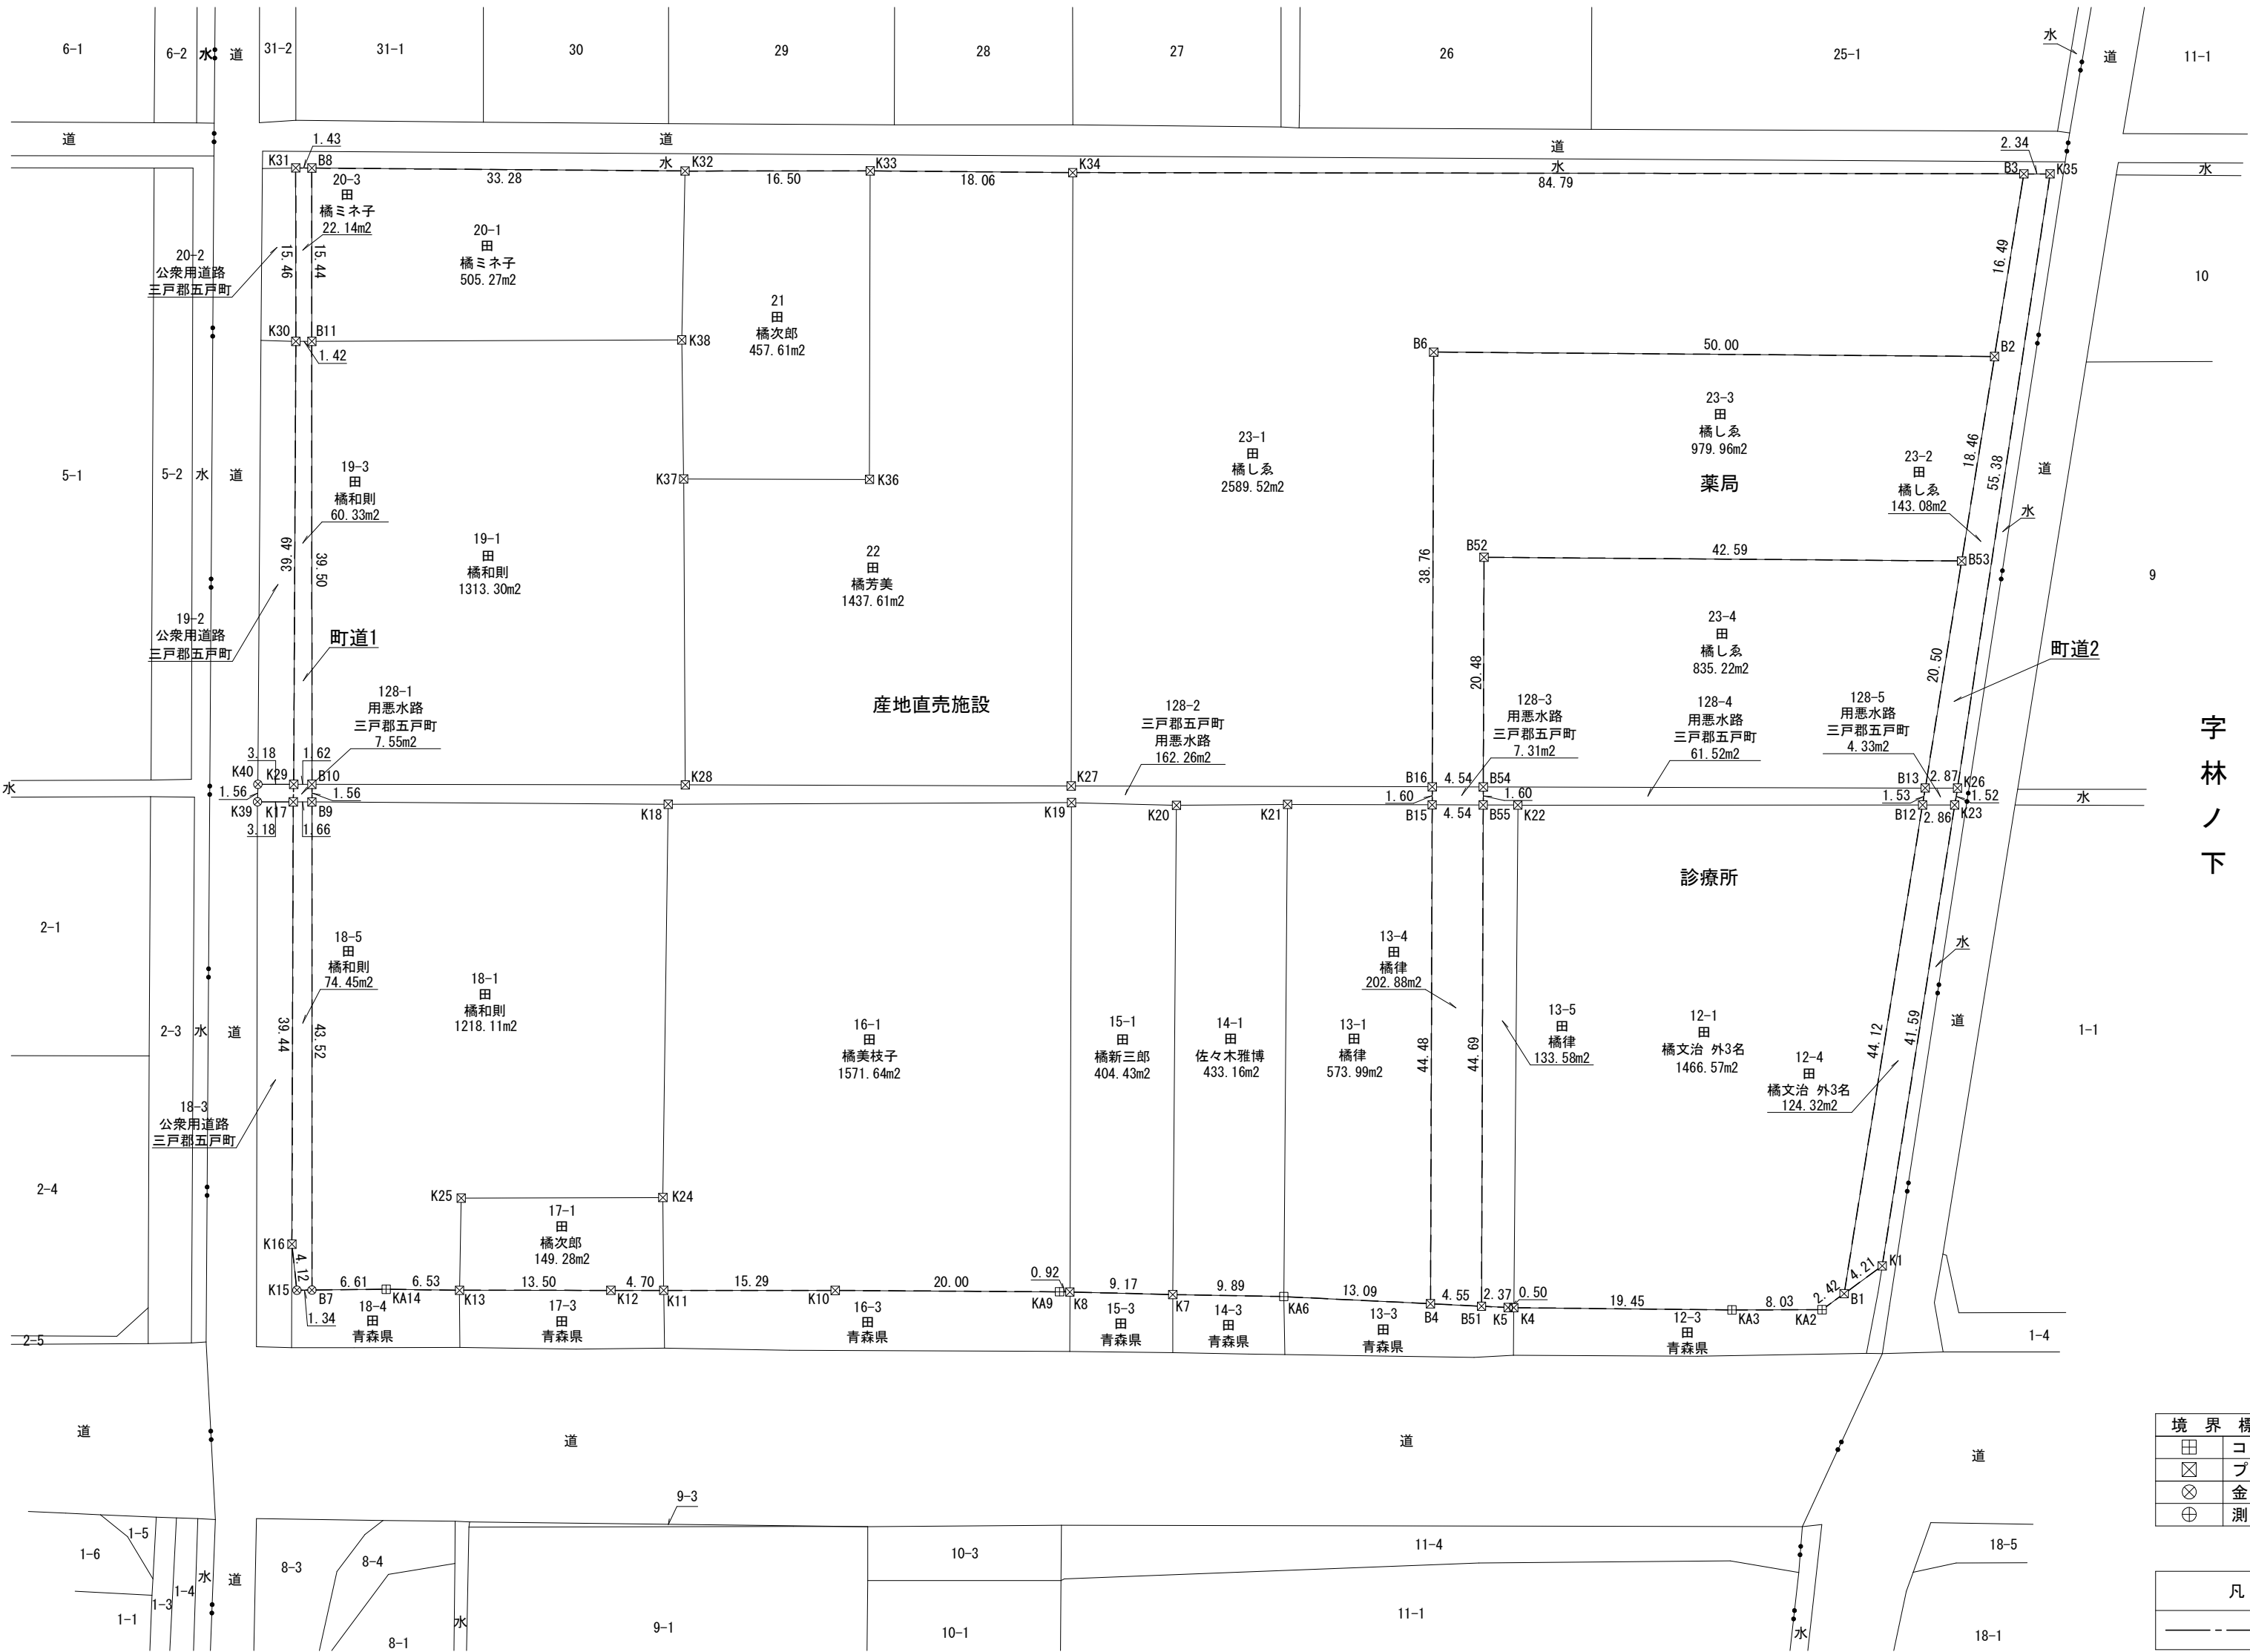 6-1
6-2
水
道
31-2
31-1
30
29
28
27
26
25-1
水
道
11-1
道
1.43
道
道
2.34
K31
B8
水
K32
K33
K34
水
B3
K35
水
33.28
16.50
18.06
84.79
20-3
田
橘ミネ子
22.14m2
20-1
田
橘ミネ子
505.27m2
15.46
15.44
20-2
公衆用道路
三戸郡五戸町
21
田
橘次郎
457.61m2
16.49
10
K30
B11
K38
1.42
B6
50.00
B2
5-1
5-2
水
道
19-3
田
橘和則
60.33m2
K37
K36
23-1
田
橘しゑ
2589.52m2
23-3
田
橘しゑ
979.96m2
薬局
18.46
55.38
23-2
田
橘しゑ
143.08m2
道
水
39.49
39.50
19-1
田
橘和則
1313.30m2
22
田
橘芳美
1437.61m2
38.76
B52
42.59
B53
9
19-2
公衆用道路
三戸郡五戸町
町道1
23-4
田
橘しゑ
835.22m2
20.48
20.50
町道2
128-1
用悪水路
三戸郡五戸町
7.55m2
産地直売施設
128-2
三戸郡五戸町
用悪水路
162.26m2
128-3
用悪水路
三戸郡五戸町
7.31m2
128-4
用悪水路
三戸郡五戸町
61.52m2
128-5
用悪水路
三戸郡五戸町
4.33m2
字
林
ノ
下
水
3.18
1.62
K40
K29
B10
K28
K27
B16
4.54
B54
B13
2.87
K26
1.56
1.56
1.60
1.60
1.53
1.52
水
K39
K17
B9
K18
K19
K20
K21
B15
4.54
B55
K22
B12
2.86
K23
3.18
1.66
診療所
2-1
18-5
田
橘和則
74.45m2
18-1
田
橘和則
1218.11m2
13-4
田
橘律
202.88m2
水
2-3
水
道
39.44
43.52
16-1
田
橘美枝子
1571.64m2
15-1
田
橘新三郎
404.43m2
14-1
田
佐々木雅博
433.16m2
13-1
田
橘律
573.99m2
44.48
44.69
13-5
田
橘律
133.58m2
12-1
田
橘文治 外3名
1466.57m2
44.12
41.59
道
1-1
12-4
田
橘文治 外3名
124.32m2
18-3
公衆用道路
三戸郡五戸町
2-4
K25
K24
17-1
田
橘次郎
149.28m2
K16
4.12
K15
B7
6.61
KA14
6.53
K13
13.50
K12
4.70
K11
15.29
K10
20.00
0.92
KA9
K8
9.17
K7
9.89
KA6
13.09
B4
4.55
B51
2.37
K5
0.50
K4
19.45
KA3
8.03
KA2
2.42
B1
4.21
K1
1.34
18-4
田
青森県
17-3
田
青森県
16-3
田
青森県
15-3
田
青森県
14-3
田
青森県
13-3
田
青森県
12-3
田
青森県
2-5
1-4
道
道
道
道
境 界 標
コ
プ
金
測
9-3
1-5
1-6
1-4
1-3
1-1
水
道
8-3
8-4
8-1
水
9-1
10-3
10-1
11-4
11-1
水
18-5
18-1
凡